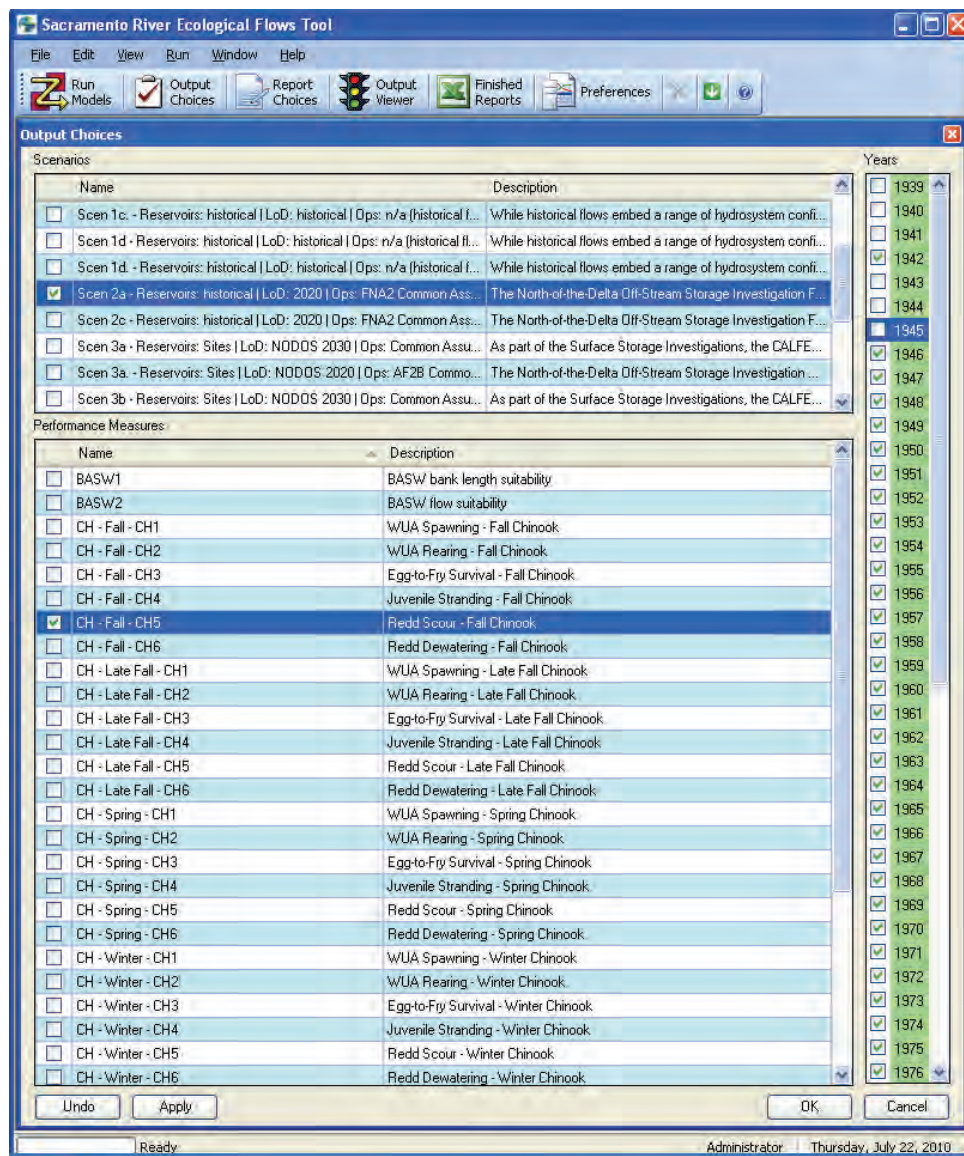 Sacramento River Ecological Flows Tool
File Edit View Run Window Help
Run Models Output Choices Report Choices Output Viewer Finished Reports Preferences
Output Choices
Scenarios
Name Description
Scen 1c. - Reservoirs: historical | LoD: historical | Ops: n/a (historical f... While historical flows embed a range of hydrosystem confi...
Scen 1d - Reservoirs: historical | LoD: historical | Ops: n/a (historical fl... While historical flows embed a range of hydrosystem confi...
Scen 1d. - Reservoirs: historical | LoD: historical | Ops: n/a (historical f... While historical flows embed a range of hydrosystem confi...
Scen 2a - Reservoirs: historical | LoD: 2020 | Ops: FNA2 Common Ass... The North-of-the-Delta Off-Stream Storage Investigation F...
Scen 2c - Reservoirs: historical | LoD: 2020 | Ops: FNA2 Common Ass... The North-of-the-Delta Off-Stream Storage Investigation F...
Scen 3a - Reservoirs: Sites | LoD: NODOS 2030 | Ops: Common Assu... As part of the Surface Storage Investigations, the CALFE...
Scen 3a. - Reservoirs: Sites | LoD: NODOS 2020 | Ops: AF2B Commo... The North-of-the-Delta Off-Stream Storage Investigation ...
Scen 3b - Reservoirs: Sites | LoD: NODOS 2030 | Ops: Common Assu... As part of the Surface Storage Investigations, the CALFE...
Performance Measures
Name Description
BASW1 BASW bank length suitability
BASW2 BASW flow suitability
CH - Fall - CH1 WUA Spawning - Fall Chinook
CH - Fall - CH2 WUA Rearing - Fall Chinook
CH - Fall - CH3 Egg-to-Fry Survival - Fall Chinook
CH - Fall - CH4 Juvenile Stranding - Fall Chinook
CH - Fall - CH5 Redd Scour - Fall Chinook
CH - Fall - CH6 Redd Dewatering - Fall Chinook
CH - Late Fall - CH1 WUA Spawning - Late Fall Chinook
CH - Late Fall - CH2 WUA Rearing - Late Fall Chinook
CH - Late Fall - CH3 Egg-to-Fry Survival - Late Fall Chinook
CH - Late Fall - CH4 Juvenile Stranding - Late Fall Chinook
CH - Late Fall - CH5 Redd Scour - Late Fall Chinook
CH - Late Fall - CH6 Redd Dewatering - Late Fall Chinook
CH - Spring - CH1 WUA Spawning - Spring Chinook
CH - Spring - CH2 WUA Rearing - Spring Chinook
CH - Spring - CH3 Egg-to-Fry Survival - Spring Chinook
CH - Spring - CH4 Juvenile Stranding - Spring Chinook
CH - Spring - CH5 Redd Scour - Spring Chinook
CH - Spring - CH6 Redd Dewatering - Spring Chinook
CH - Winter - CH1 WUA Spawning - Winter Chinook
CH - Winter - CH2 WUA Rearing - Winter Chinook
CH - Winter - CH3 Egg-to-Fry Survival - Winter Chinook
CH - Winter - CH4 Juvenile Stranding - Winter Chinook
CH - Winter - CH5 Redd Scour - Winter Chinook
CH - Winter - CH6 Redd Dewatering - Winter Chinook
Years
1939
1940
1941
1942
1943
1944
1945
1946
1947
1948
1949
1950
1951
1952
1953
1954
1955
1956
1957
1958
1959
1960
1961
1962
1963
1964
1965
1966
1967
1968
1969
1970
1971
1972
1973
1974
1975
1976
Undo Apply OK Cancel
Ready Administrator Thursday, July 22, 2010